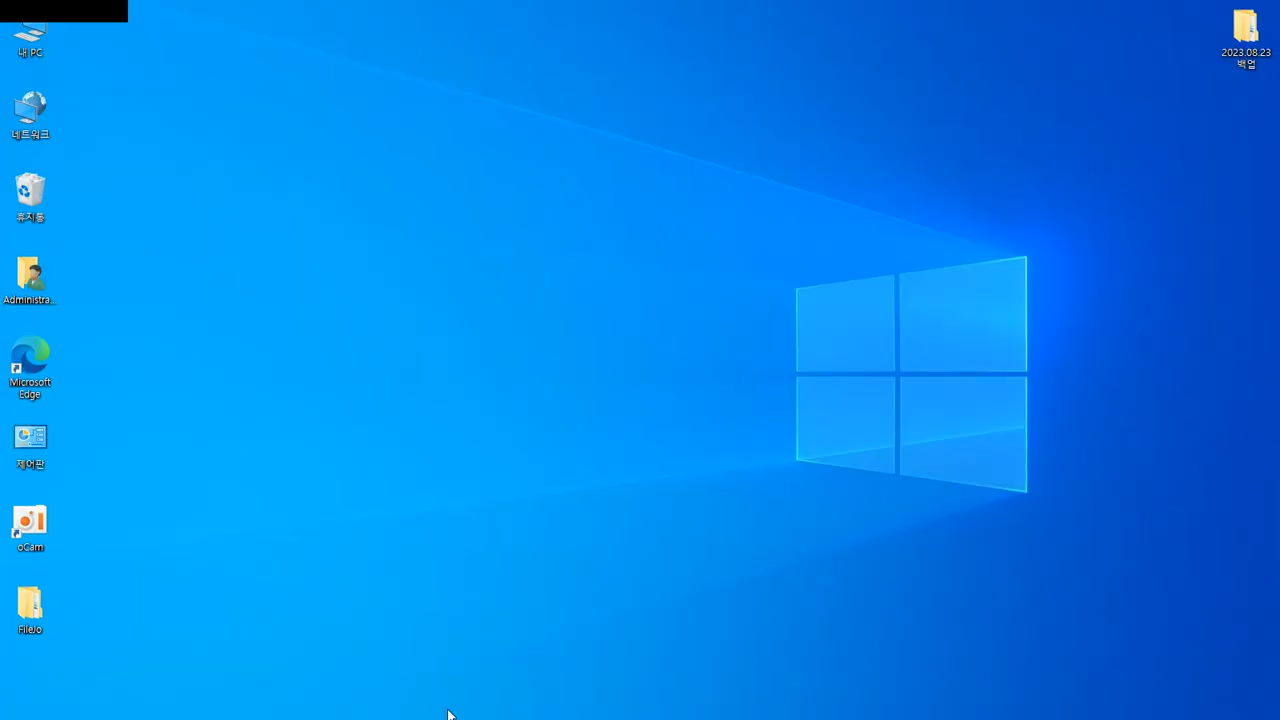 내 PC
네트워크
휴지통
Administra...
Microsoft
Edge
제어판
oCam
FileJo
2023.08.23
백업